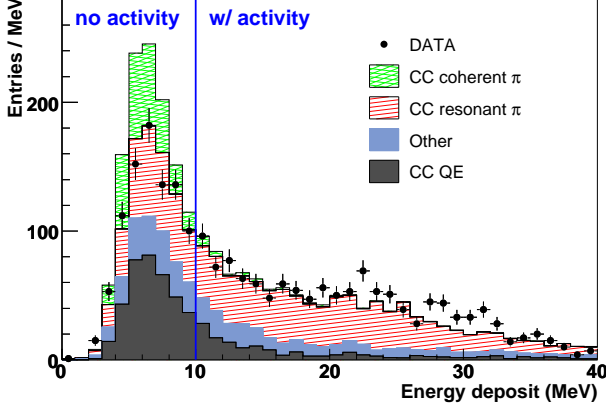 no activity w/ activity
DATA
CC coherent π
CC resonant π
Other
CC QE
Entries / MeV
200
100
0
0 10 20 30 40
Energy deposit (MeV)